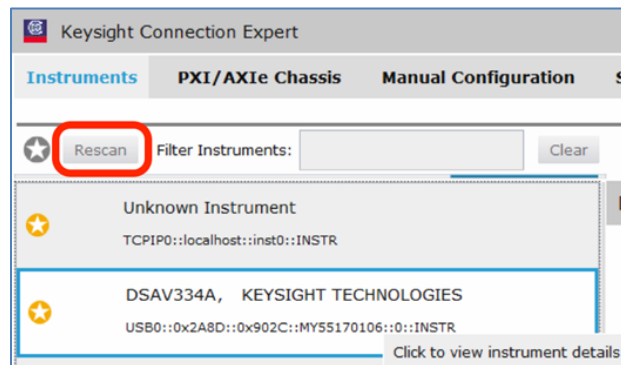 Keysight Connection Expert
Instruments PXI/AXIe Chassis Manual Configuration
Rescan Filter Instruments: Clear
Unknown Instrument
TCPIP0::localhost::inst0::INSTR
DSAV334A, KEYSIGHT TECHNOLOGIES
USB0::0x2A8D::0x902C::MY55170106::0::INSTR
Click to view instrument details